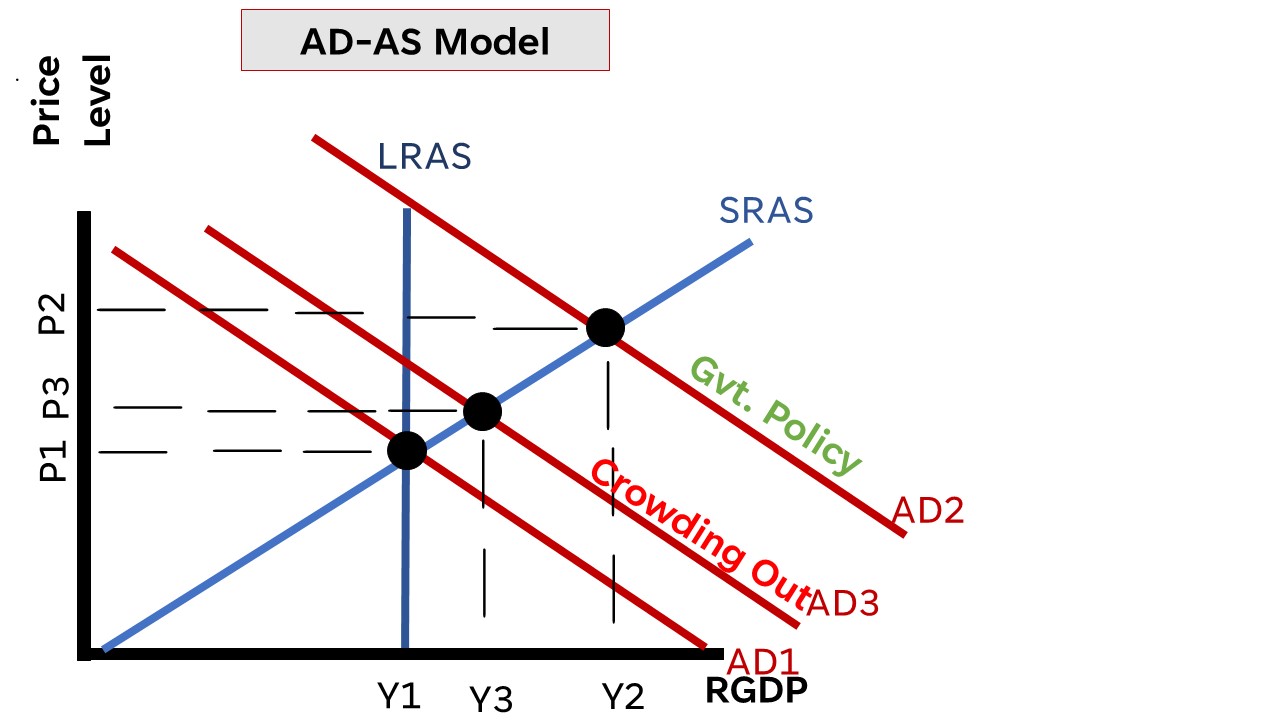 AD-AS Model
Price
Level
LRAS
SRAS
P2
P3
P1
Gvt. Policy
Crowding Out
AD2
AD3
AD1
Y1
Y3
Y2
RGDP